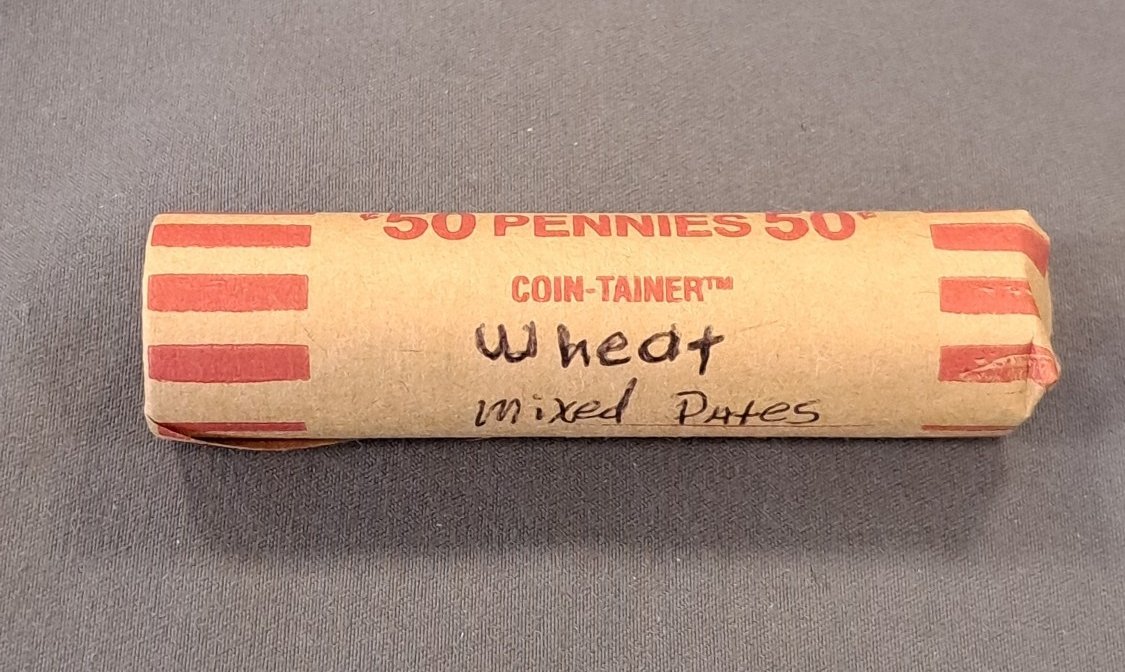 ¢50 PENNIES 50¢
COIN-TAINER™
Wheat
mixed Dates